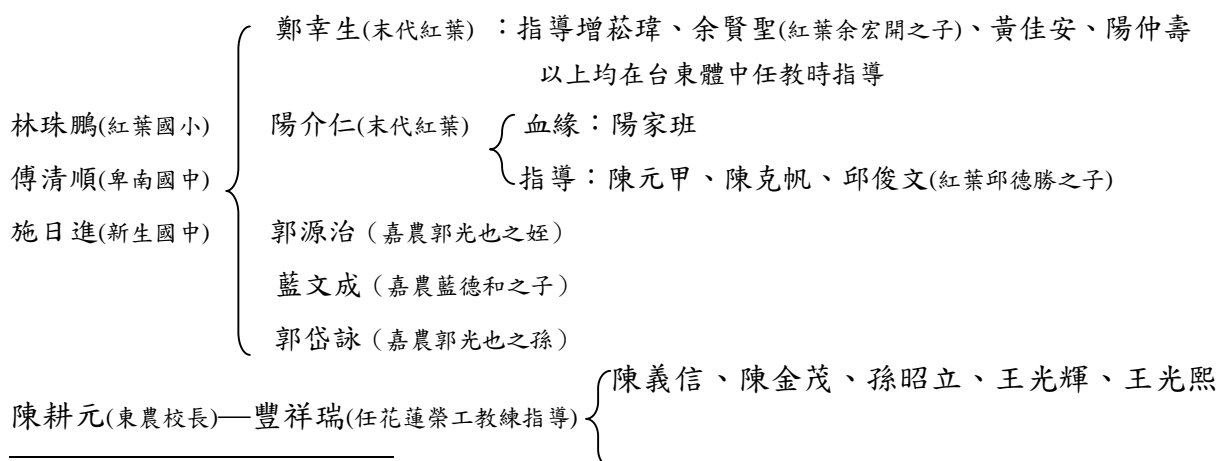 鄭幸生(末代紅葉) ：指導增菘瑋、余賢聖(紅葉余宏開之子)、黃佳安、陽仲壽
以上均在台東體中任教時指導
林珠鵬(紅葉國小)
陽介仁(末代紅葉)
血緣：陽家班
傅清順(卑南國中)
指導：陳元甲、陳克帆、邱俊文(紅葉邱德勝之子)
施日進(新生國中)
郭源治（嘉農郭光也之姪）
藍文成（嘉農藍德和之子）
郭岱詠（嘉農郭光也之孫）
陳義信、陳金茂、孫昭立、王光輝、王光熙
陳耕元(東農校長)—豐祥瑞(任花蓮榮工教練指導)